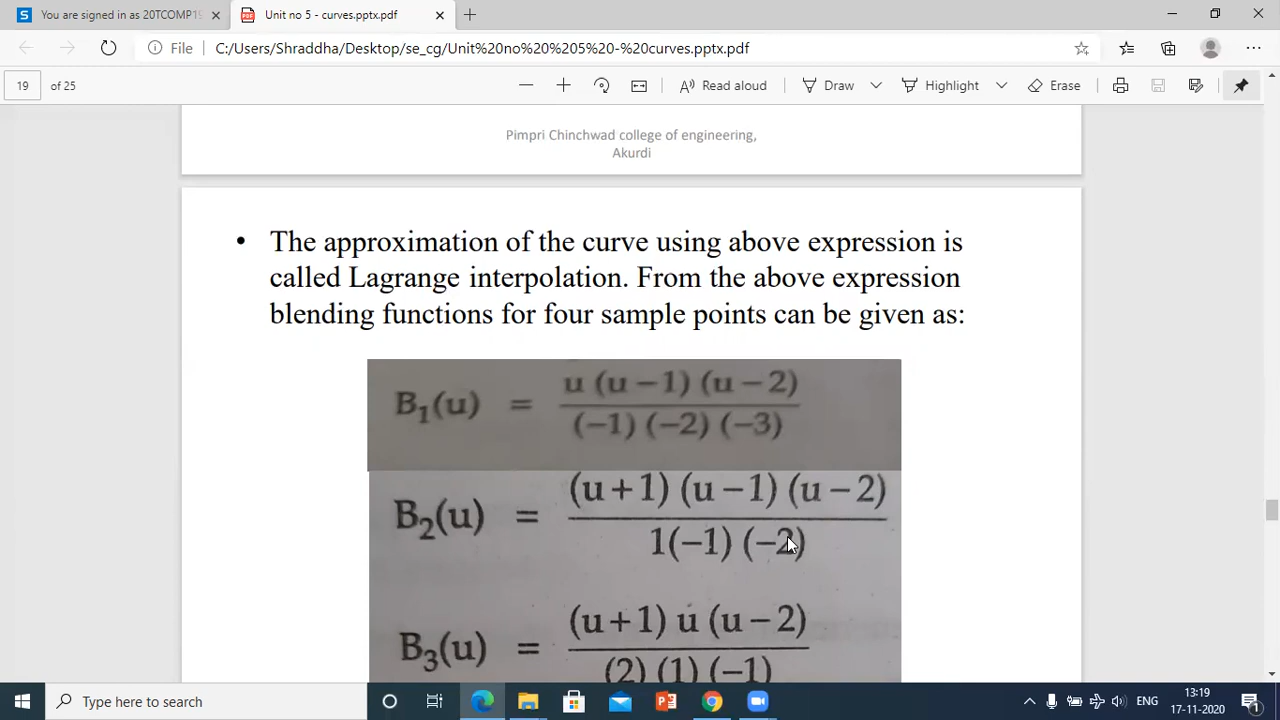 You are signed in as 20TCOMP1
Unit no 5 - curves.pptx.pdf
File
C:/Users/Shraddha/Desktop/se_cg/Unit%20no%20%205%20-%20curves.pptx.pdf
19 of 25
Read aloud
Draw
Highlight
Erase
Pimpri Chinchwad college of engineering,
Akurdi
• The approximation of the curve using above expression is
called Lagrange interpolation. From the above expression
blending functions for four sample points can be given as:
B₁(u) = u (u – 1) (u – 2) / (–1) (–2) (–3)
B₂(u) = (u + 1) (u – 1) (u – 2) / 1(–1) (–2)
B₃(u) = (u + 1) u (u – 2) / (2) (1) (–1)
Type here to search
ENG
13:19
17-11-2020
1